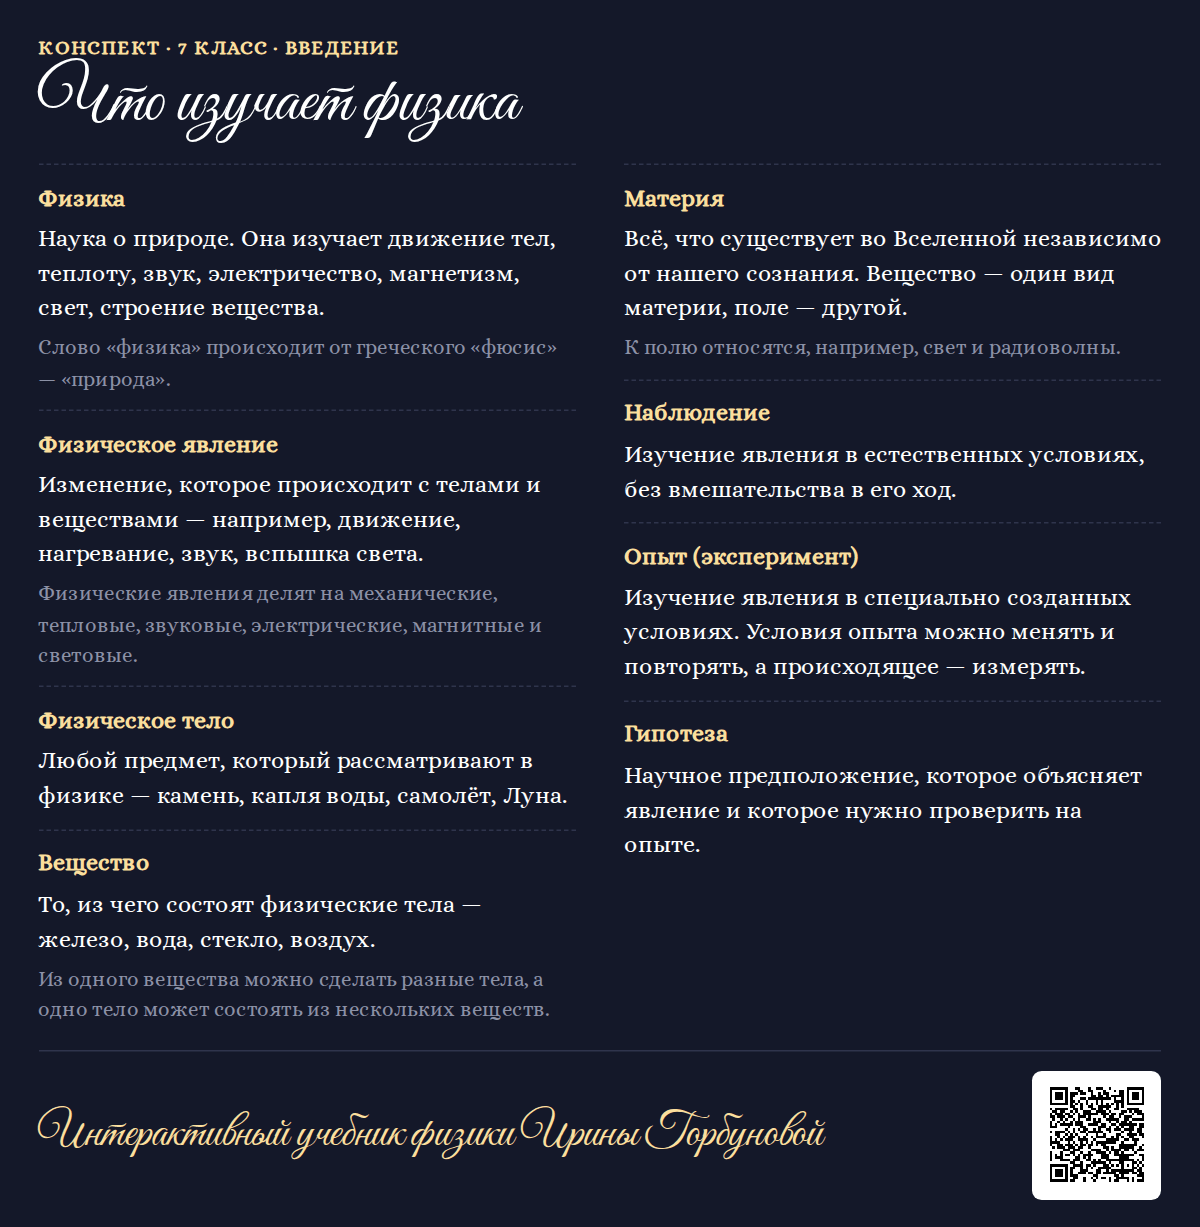 КОНСПЕКТ · 7 КЛАСС · ВВЕДЕНИЕ
Что изучает физика
Физика
Наука о природе. Она изучает движение тел,
теплоту, звук, электричество, магнетизм,
свет, строение вещества.
Слово «физика» происходит от греческого «фюсис»
— «природа».
Физическое явление
Изменение, которое происходит с телами и
веществами — например, движение,
нагревание, звук, вспышка света.
Физические явления делят на механические,
тепловые, звуковые, электрические, магнитные и
световые.
Физическое тело
Любой предмет, который рассматривают в
физике — камень, капля воды, самолёт, Луна.
Вещество
То, из чего состоят физические тела —
железо, вода, стекло, воздух.
Из одного вещества можно сделать разные тела, а
одно тело может состоять из нескольких веществ.
Материя
Всё, что существует во Вселенной независимо
от нашего сознания. Вещество — один вид
материи, поле — другой.
К полю относятся, например, свет и радиоволны.
Наблюдение
Изучение явления в естественных условиях,
без вмешательства в его ход.
Опыт (эксперимент)
Изучение явления в специально созданных
условиях. Условия опыта можно менять и
повторять, а происходящее — измерять.
Гипотеза
Научное предположение, которое объясняет
явление и которое нужно проверить на
опыте.
Интерактивный учебник физики Ирины Горбуновой